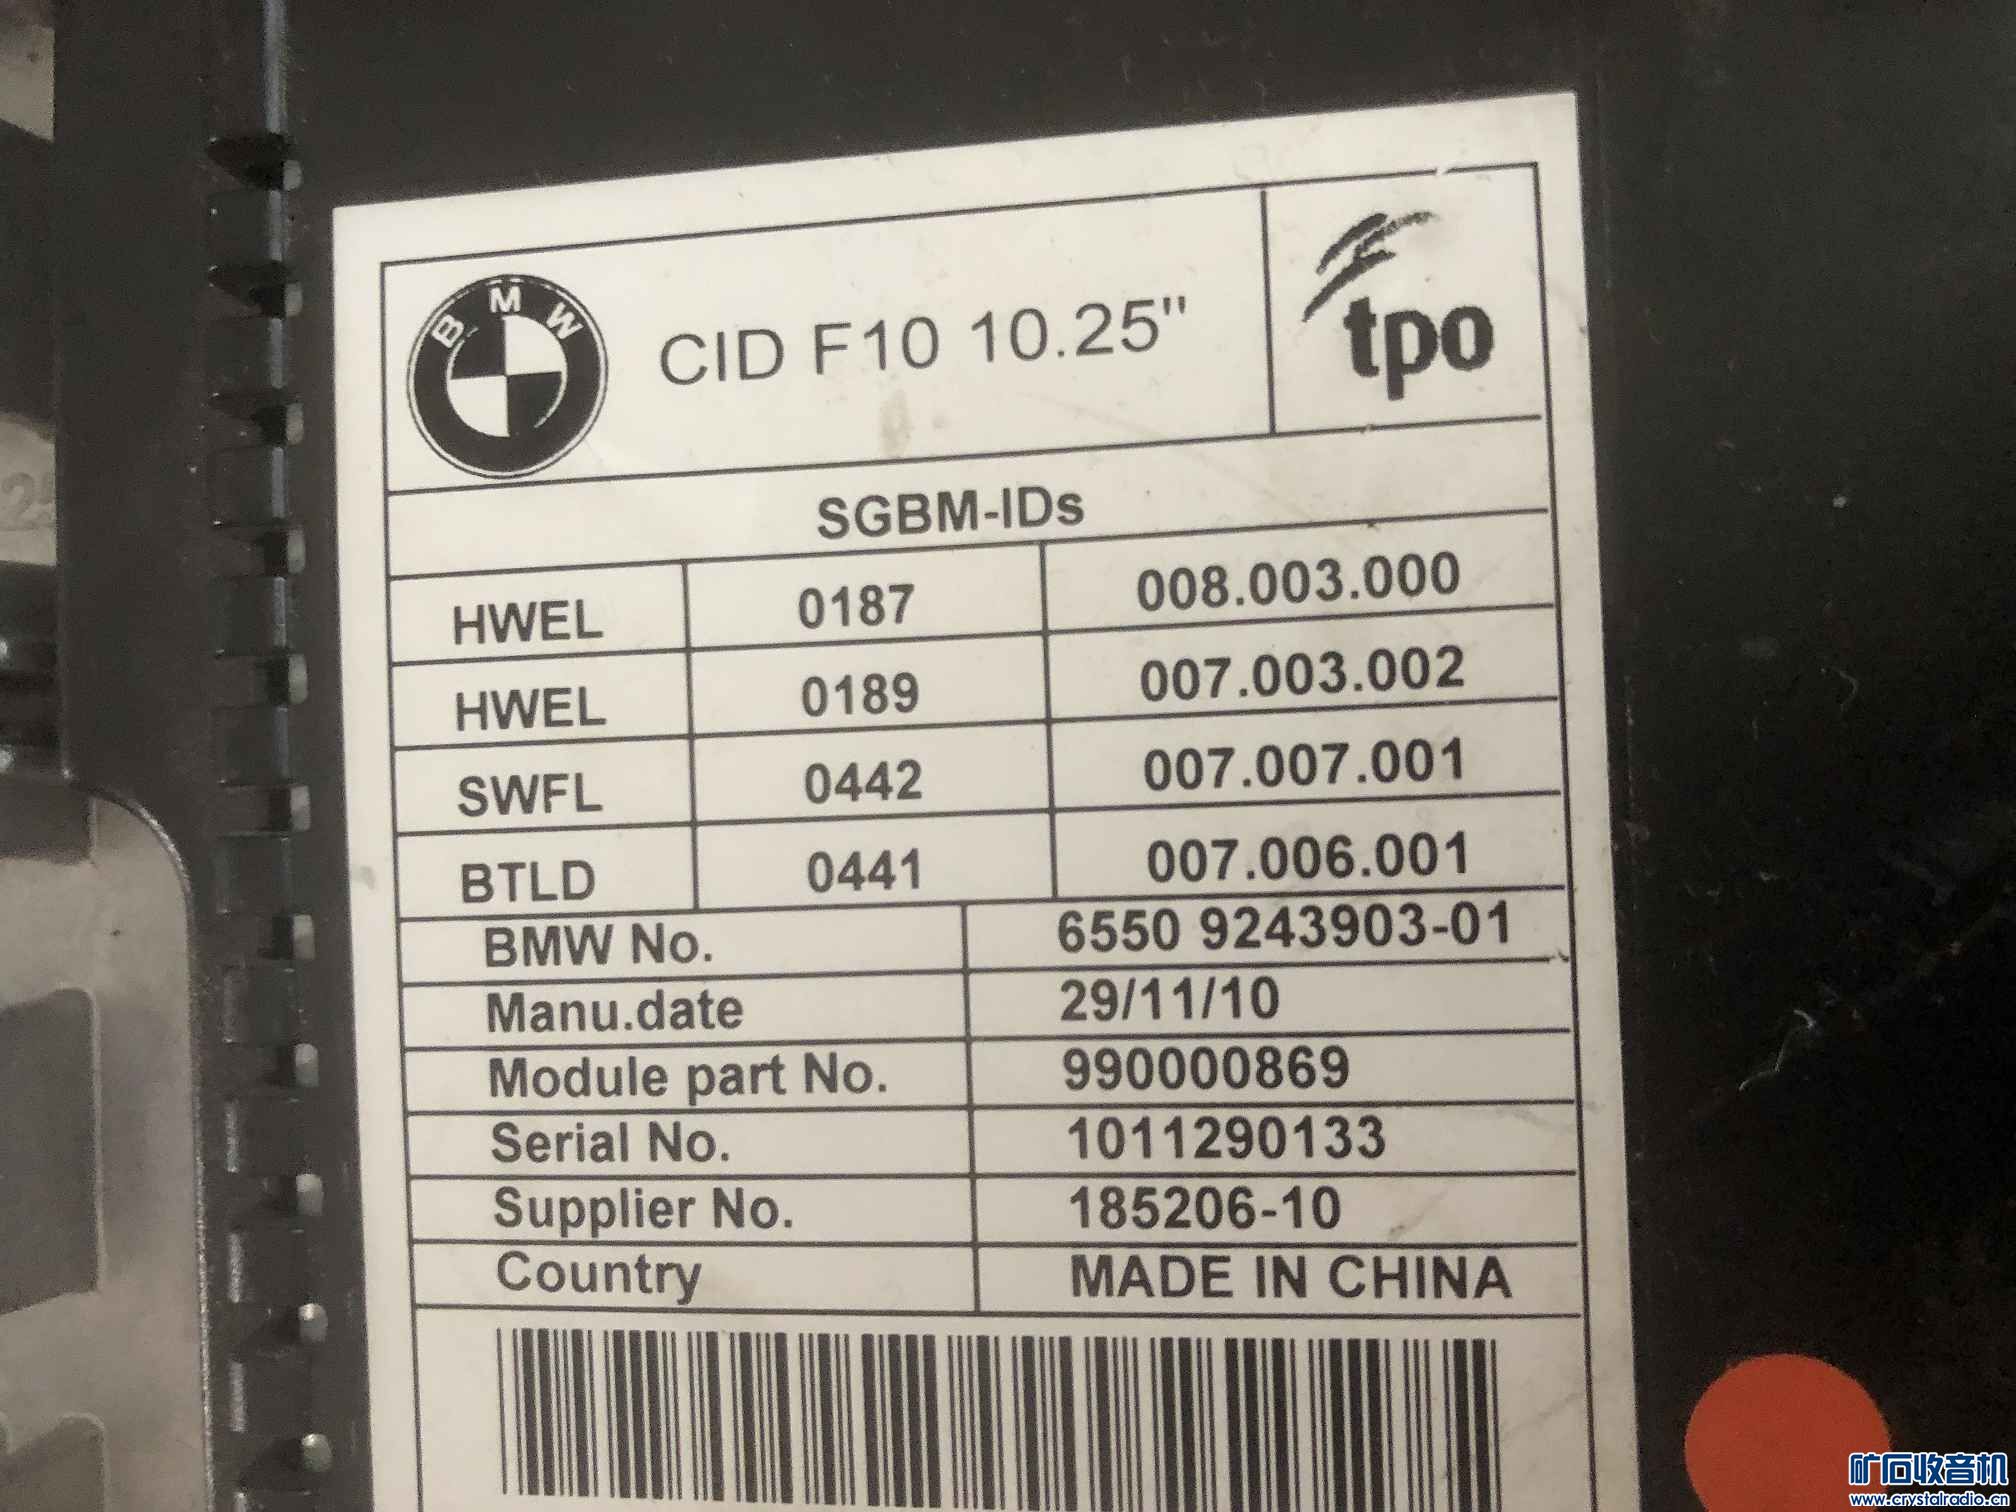 BMW
CID F10 10.25"
tpo
SGBM-IDs
HWEL 0187 008.003.000
HWEL 0189 007.003.002
SWFL 0442 007.007.001
BTLD 0441 007.006.001
BMW No. 6550 9243903-01
Manu.date 29/11/10
Module part No. 990000869
Serial No. 1011290133
Supplier No. 185206-10
Country MADE IN CHINA
矿石收音机
www.crystalradio.cn